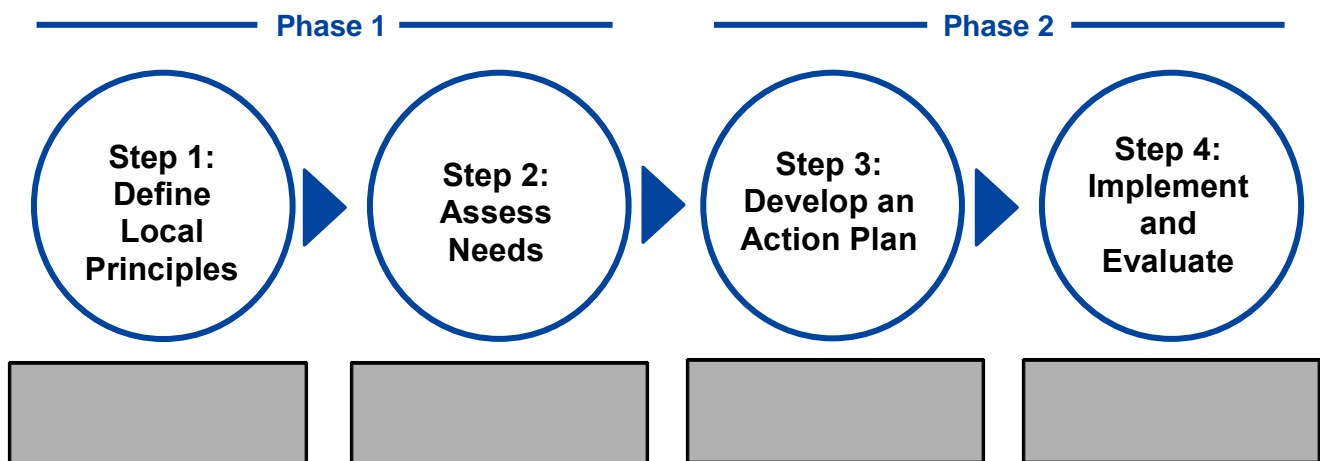 Phase 1
Phase 2
Step 1:
Define
Local
Principles
Step 2:
Assess
Needs
Step 3:
Develop an
Action Plan
Step 4:
Implement
and
Evaluate